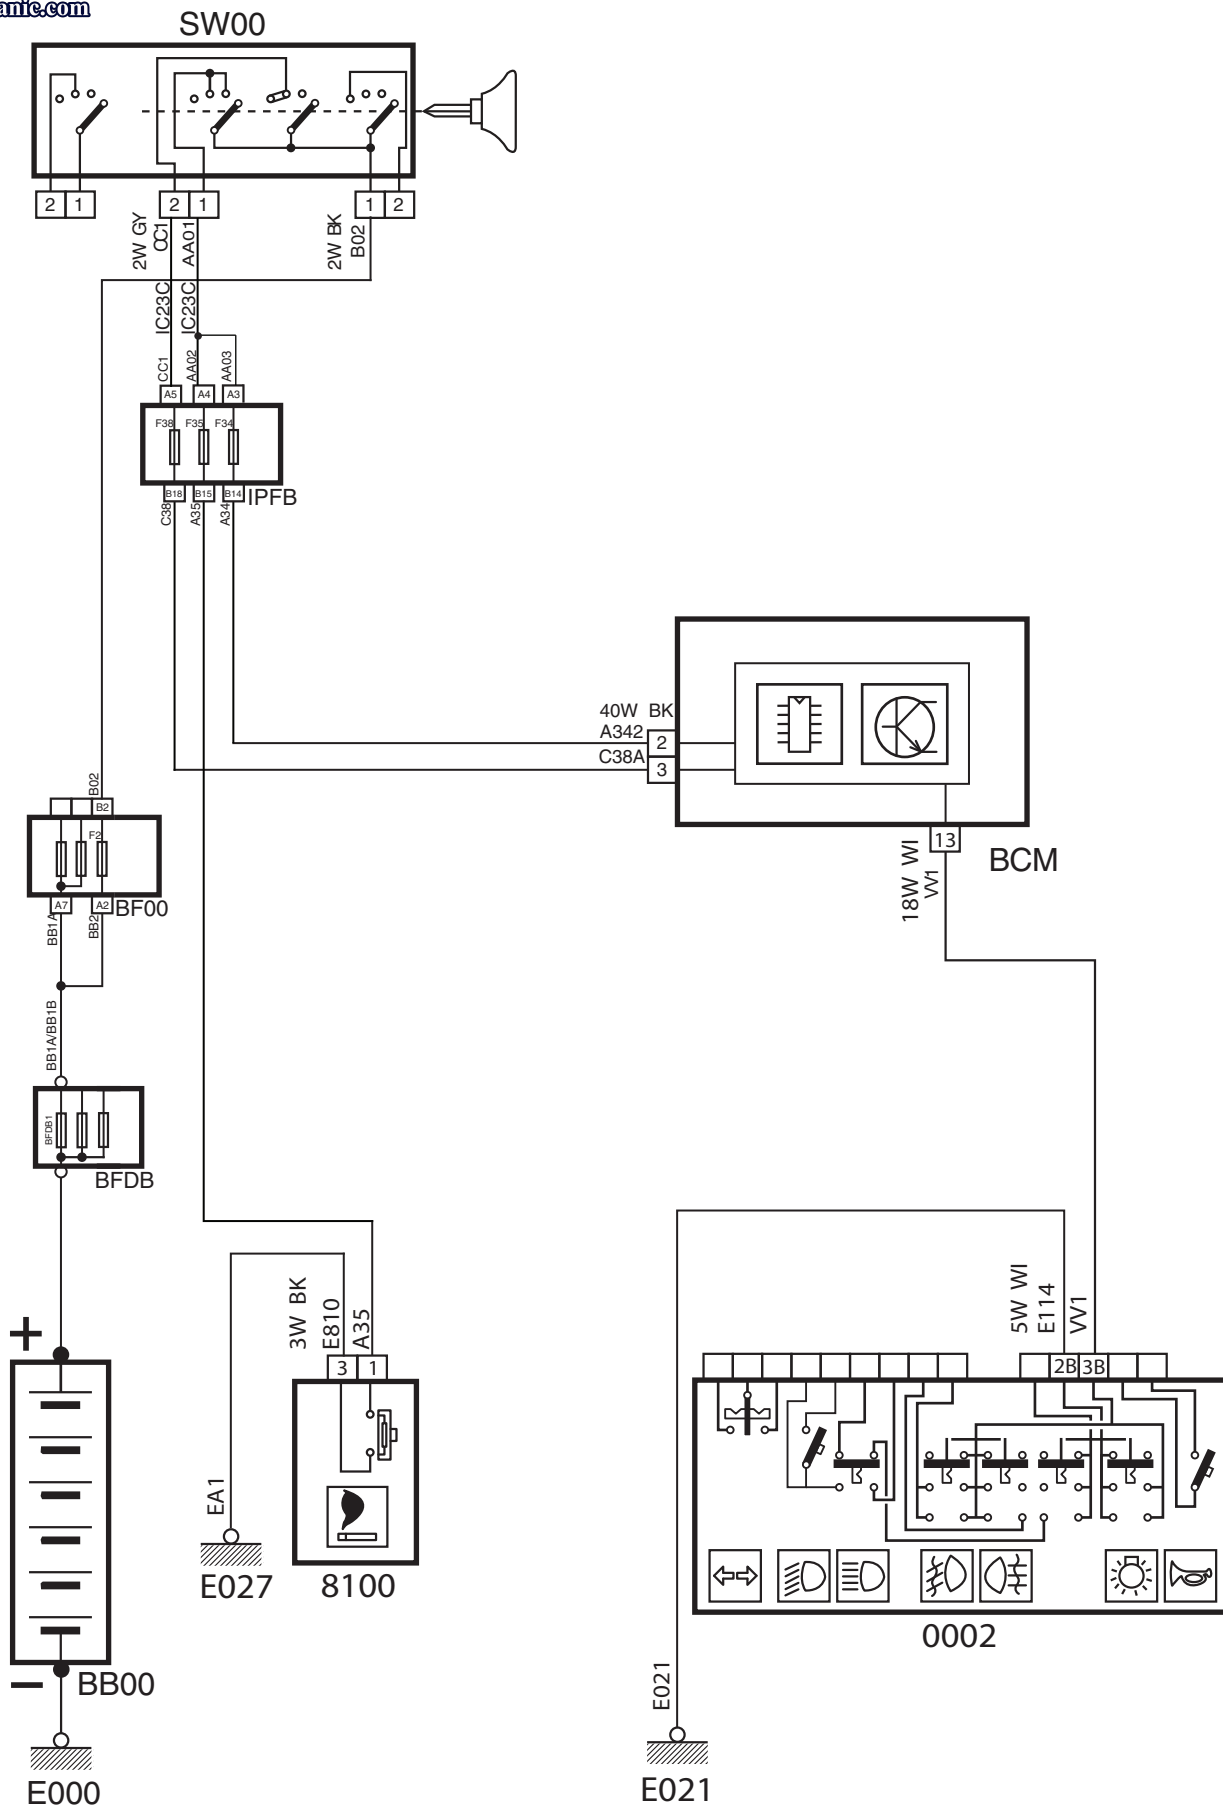 anic.com
SW00
2 1
2 1
1 2
2W GY
CC1
AA01
2W BK
B02
IC23C
IC23C
CC1
AA02
AA03
A5 A4 A3
F38 F35 F34
B18 B15 B14
IPFB
C38
A35
A34
40W BK
A342
2
C38A
3
13
BCM
18W WI
VV1
B02
B2
F2
A7 A2
BF00
BB1A
BB2
BB1A/BB1B
BFDB1
BFDB
3W BK
E810
A35
3 1
5W WI
E114
VV1
2B 3B
+
EA1
E027
8100
0002
−
BB00
E021
E000
E021